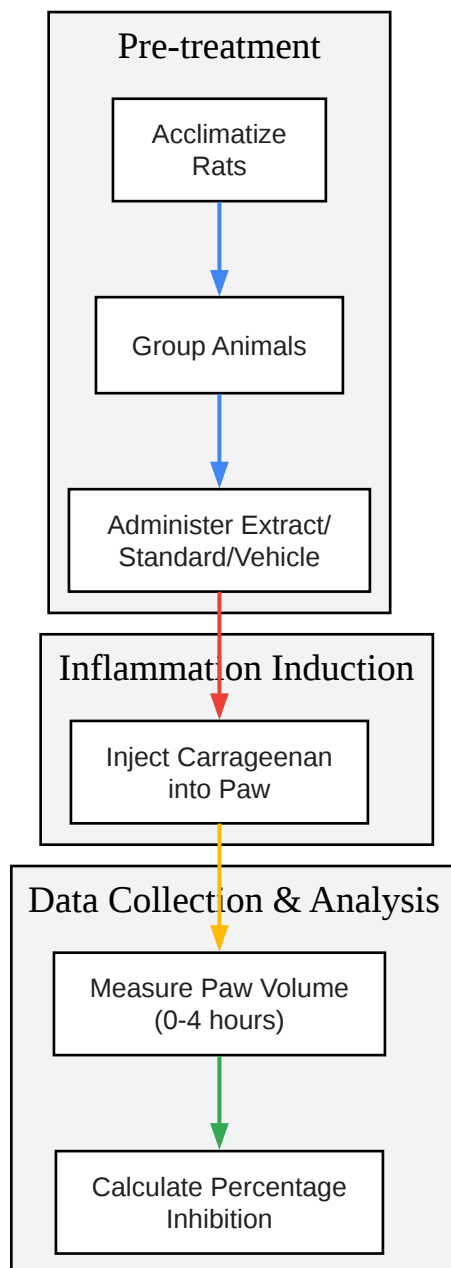 Pre-treatment
Acclimatize
Rats
Group Animals
Administer Extract/
Standard/Vehicle
Inflammation Induction
Inject Carrageenan
into Paw
Data Collection & Analysis
Measure Paw Volume
(0-4 hours)
Calculate Percentage
Inhibition